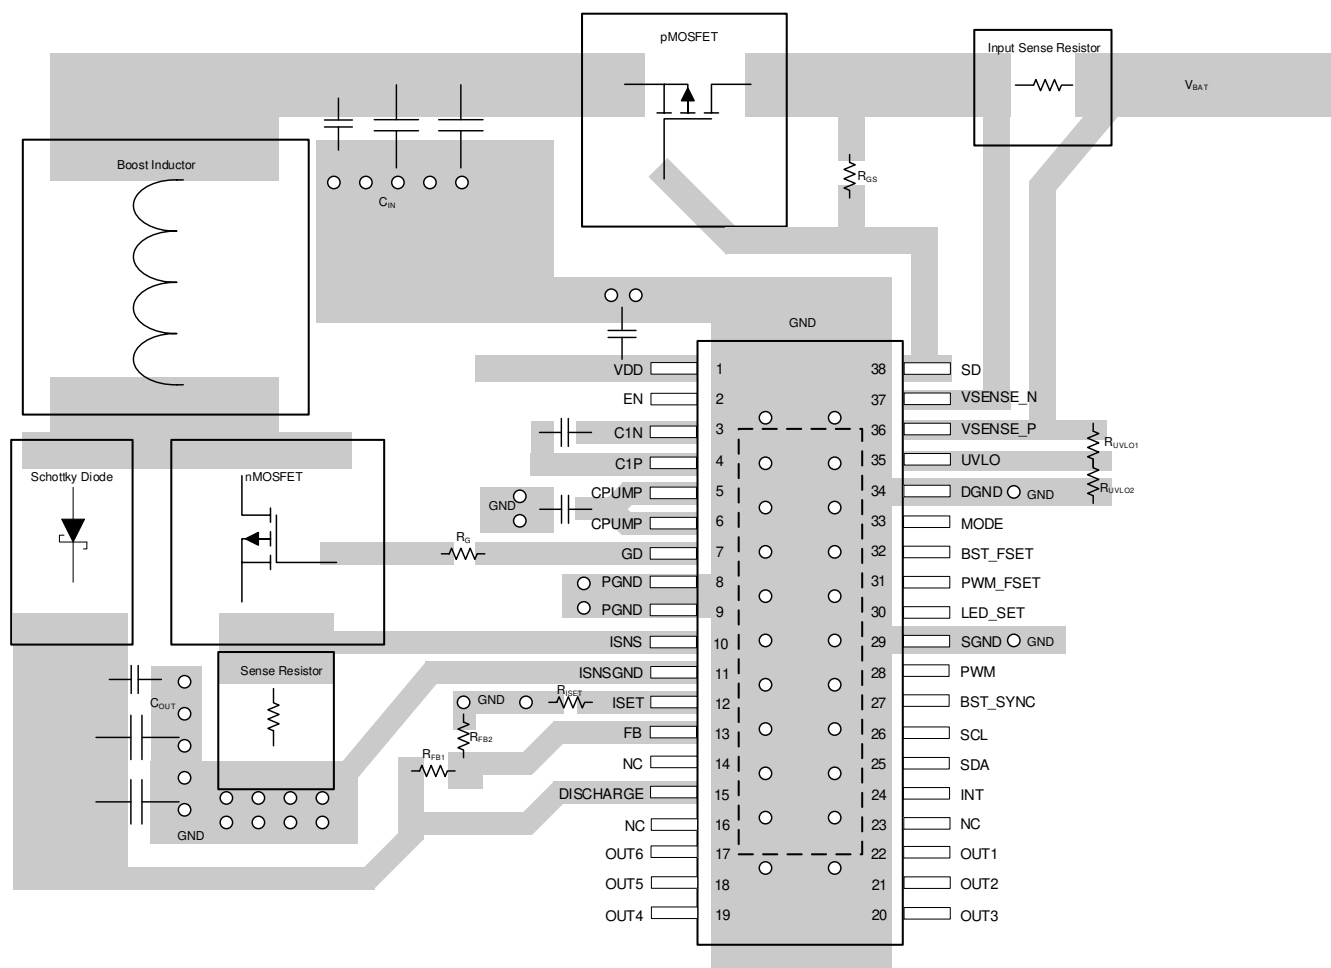 pMOSFET
Input Sense Resistor
VBAT
Boost Inductor
RGS
CIN
GND
VDD 1 38 SD
EN 2 37 VSENSE_N
C1N 3 36 VSENSE_P
RUVLO1
C1P 4 35 UVLO
Schottky Diode
nMOSFET
CPUMP 5 34 DGND GND
RUVLO2
GND
CPUMP 6 33 MODE
RG
GD 7 32 BST_FSET
PGND 8 31 PWM_FSET
PGND 9 30 LED_SET
ISNS 10 29 SGND GND
Sense Resistor
ISNSGND 11 28 PWM
COUT
GND
RISET
ISET 12 27 BST_SYNC
RFB2
FB 13 26 SCL
RFB1
NC 14 25 SDA
DISCHARGE 15 24 INT
GND
NC 16 23 NC
OUT6 17 22 OUT1
OUT5 18 21 OUT2
OUT4 19 20 OUT3